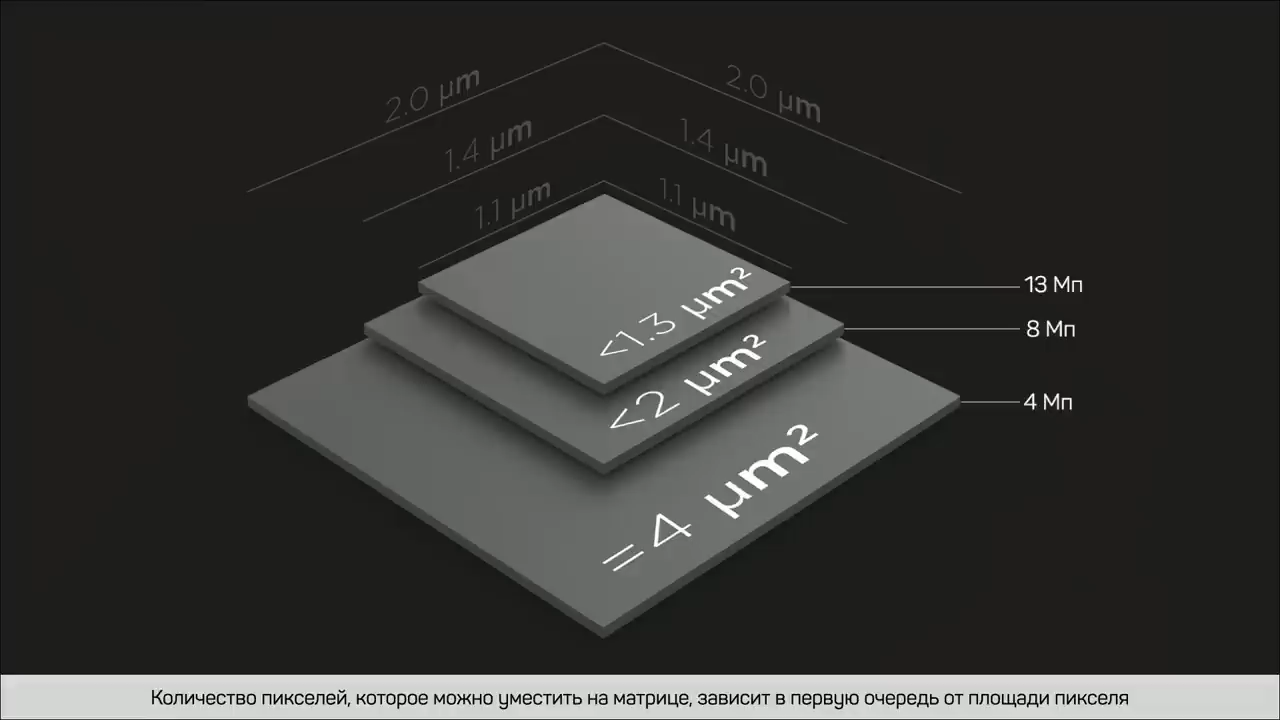 2.0 µm
2.0 µm
1.4 µm
1.4 µm
1.1 µm
1.1 µm
<1.3 µm²
13 Мп
<2 µm²
8 Мп
=4 µm²
4 Мп
Количество пикселей, которое можно уместить на матрице, зависит в первую очередь от площади пикселя